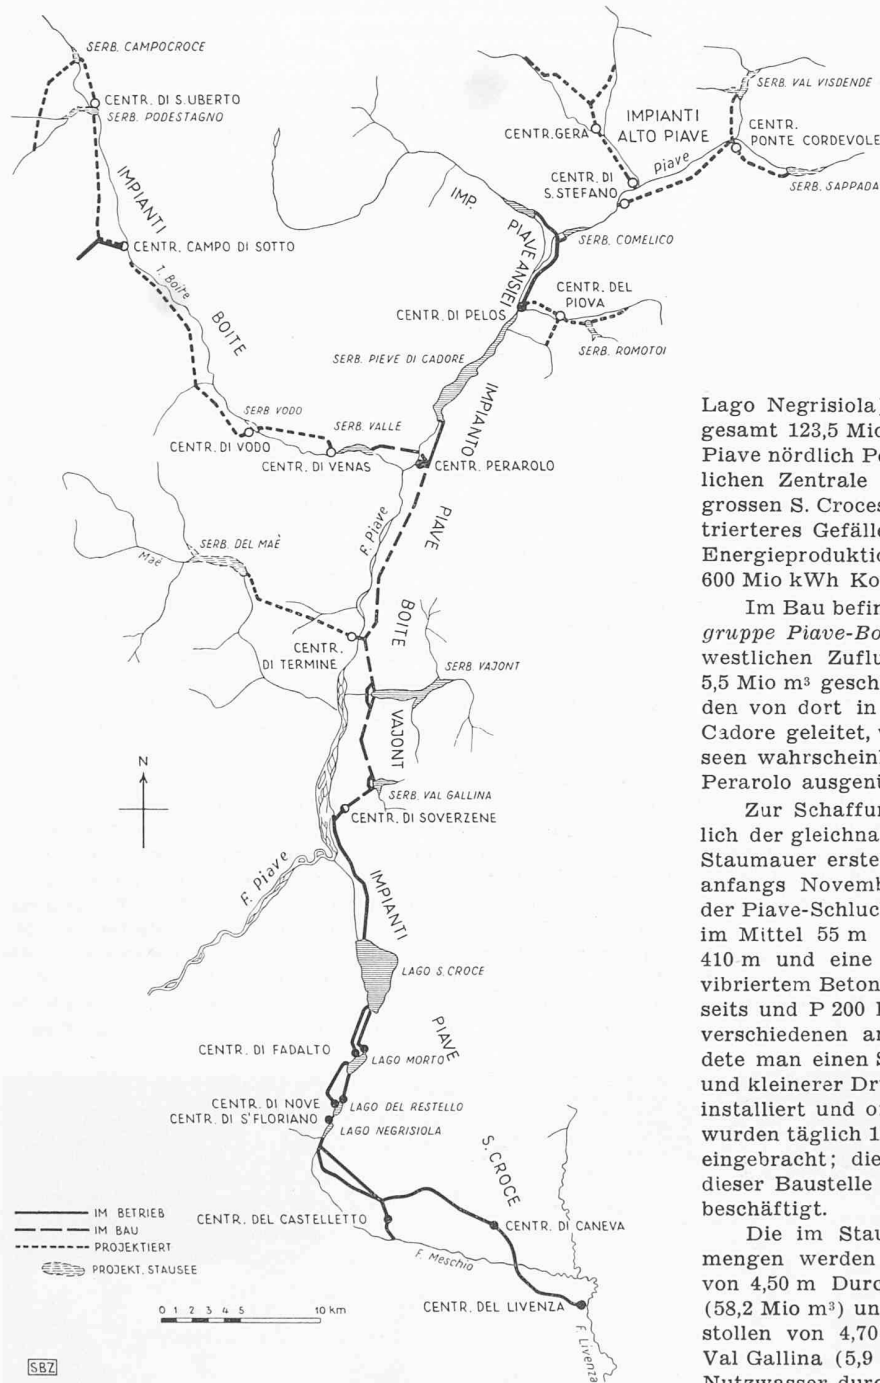 SERB. CAMPOCROCE
CENTR. DI S. UBERTO
SERB. PODESTAGNO
IMPIANTI
CENTR. CAMPO DI SOTTO
T. Boite
BOITE
SERB VODO
CENTR. DI VODO
SERB. VALLE
CENTR. DI VENAS
CENTR. PERAROLO
SERB. VAL VISDENDE
IMPIANTI
ALTO PIAVE
CENTR. GERA
Piave
CENTR.
PONTE CORDEVOLE
CENTR. DI
S. STEFANO
SERB. SAPPADA
IMP.
PIAVE ANSIEI
SERB. COMELICO
CENTR. DEL
PIOVA
CENTR. DI PELOS
SERB. ROMOTOI
SERB. PIEVE DI CADORE
IMPIANTO
PIAVE
BOITE
VAJONT
F. Piave
SERB. DEL MAÈ
Maé
CENTR.
DI TERMINE
SERB. VAJONT
N
SERB. VAL GALLINA
CENTR. DI SOVERZENE
F. Piave
IMPIANTI
LAGO S. CROCE
PIAVE
CENTR. DI FADALTO
LAGO MORTO
CENTR. DI NOVE
LAGO DEL RESTELLO
CENTR. DI S'FLORIANO
LAGO NEGRISIOLA
S. CROCE
CENTR. DEL CASTELLETTO
CENTR. DI CANEVA
F. Meschio
CENTR. DEL LIVENZA
F. Livenza
IM BETRIEB
IM BAU
PROJEKTIERT
PROJEKT. STAUSEE
0 1 2 3 4 5 10 km
SBZ
Lago Negrisiola)
gesamt 123,5 Mio
Piave nördlich Pe
lichen Zentrale
grossen S. Croces
trierteres Gefälle
Energieproduktio
600 Mio kWh Ko
Im Bau befin
gruppe Piave-Bo
westlichen Zuflu
5,5 Mio m³ gesch
den von dort in
Cadore geleitet, v
seen wahrschein
Perarolo ausgeni
Zur Schaffun
lich der gleichna
Staumauer erste
anfangs Novemb
der Piave-Schluc
im Mittel 55 m
410 m und eine
vibriertem Beton
seits und P 200 
verschiedenen an
dete man einen S
und kleinerer Dr
installiert und o
wurden täglich 1
eingebracht; die
dieser Baustelle
beschäftigt.
Die im Stau
mengen werden
von 4,50 m Durc
(58,2 Mio m³) un
stollen von 4,70
Val Gallina (5,9